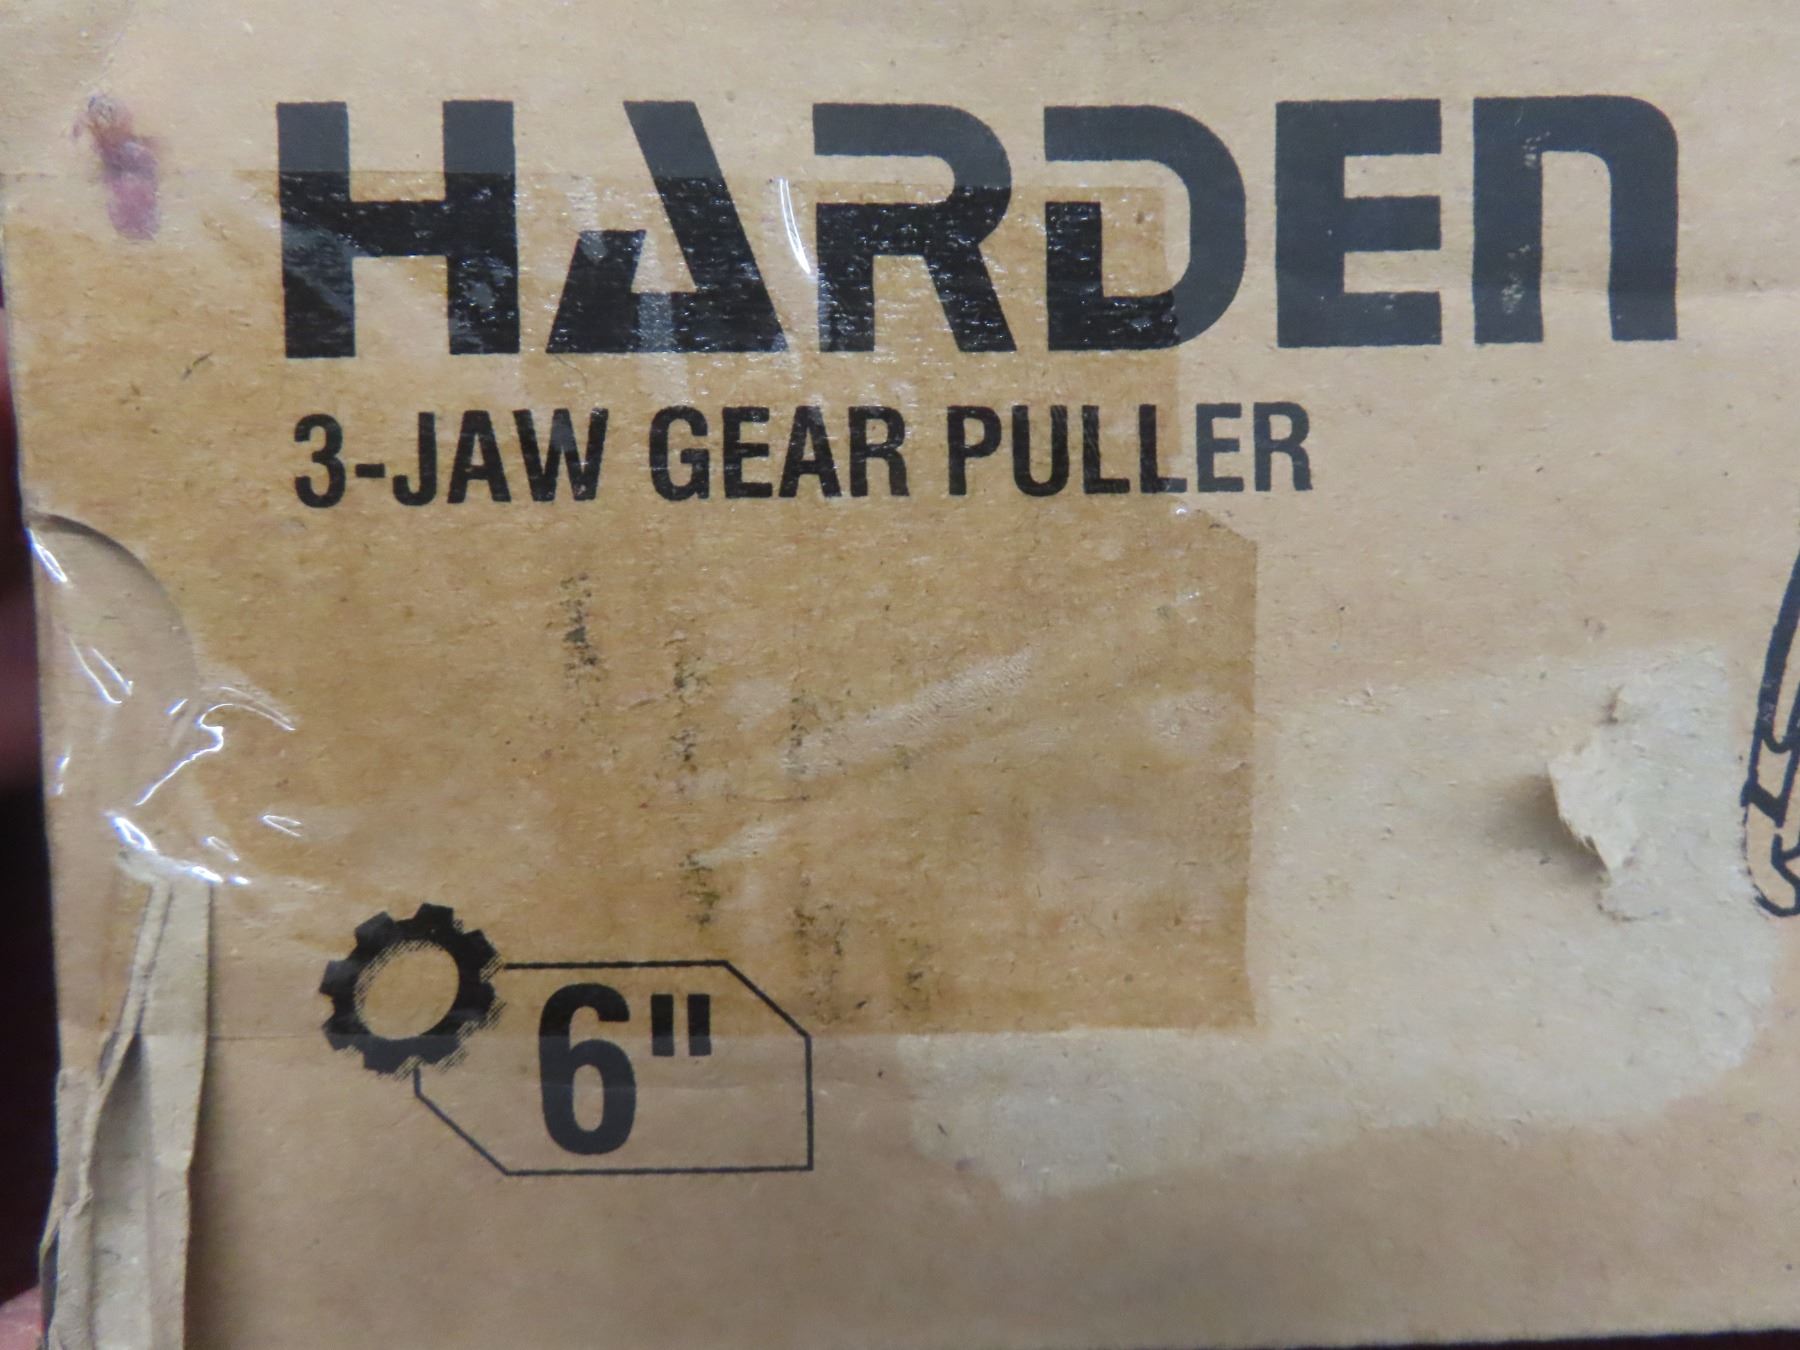 HARDEN
3-JAW GEAR PULLER
6"